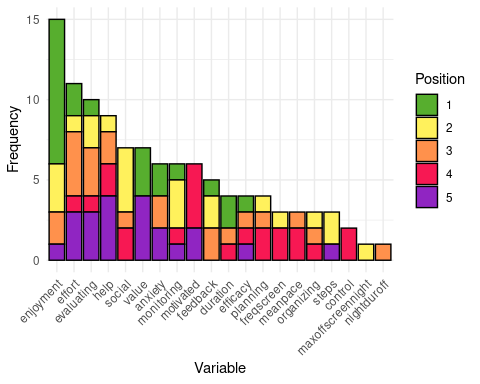 Frequency
15
10
5
0
enjoyment
effort
evaluating
help
social
value
anxiety
monitoring
motivated
feedback
duration
efficacy
planning
freqscreen
meanpace
organizing
steps
control
maxoffscreennight
nightduroff
Variable
Position
1
2
3
4
5